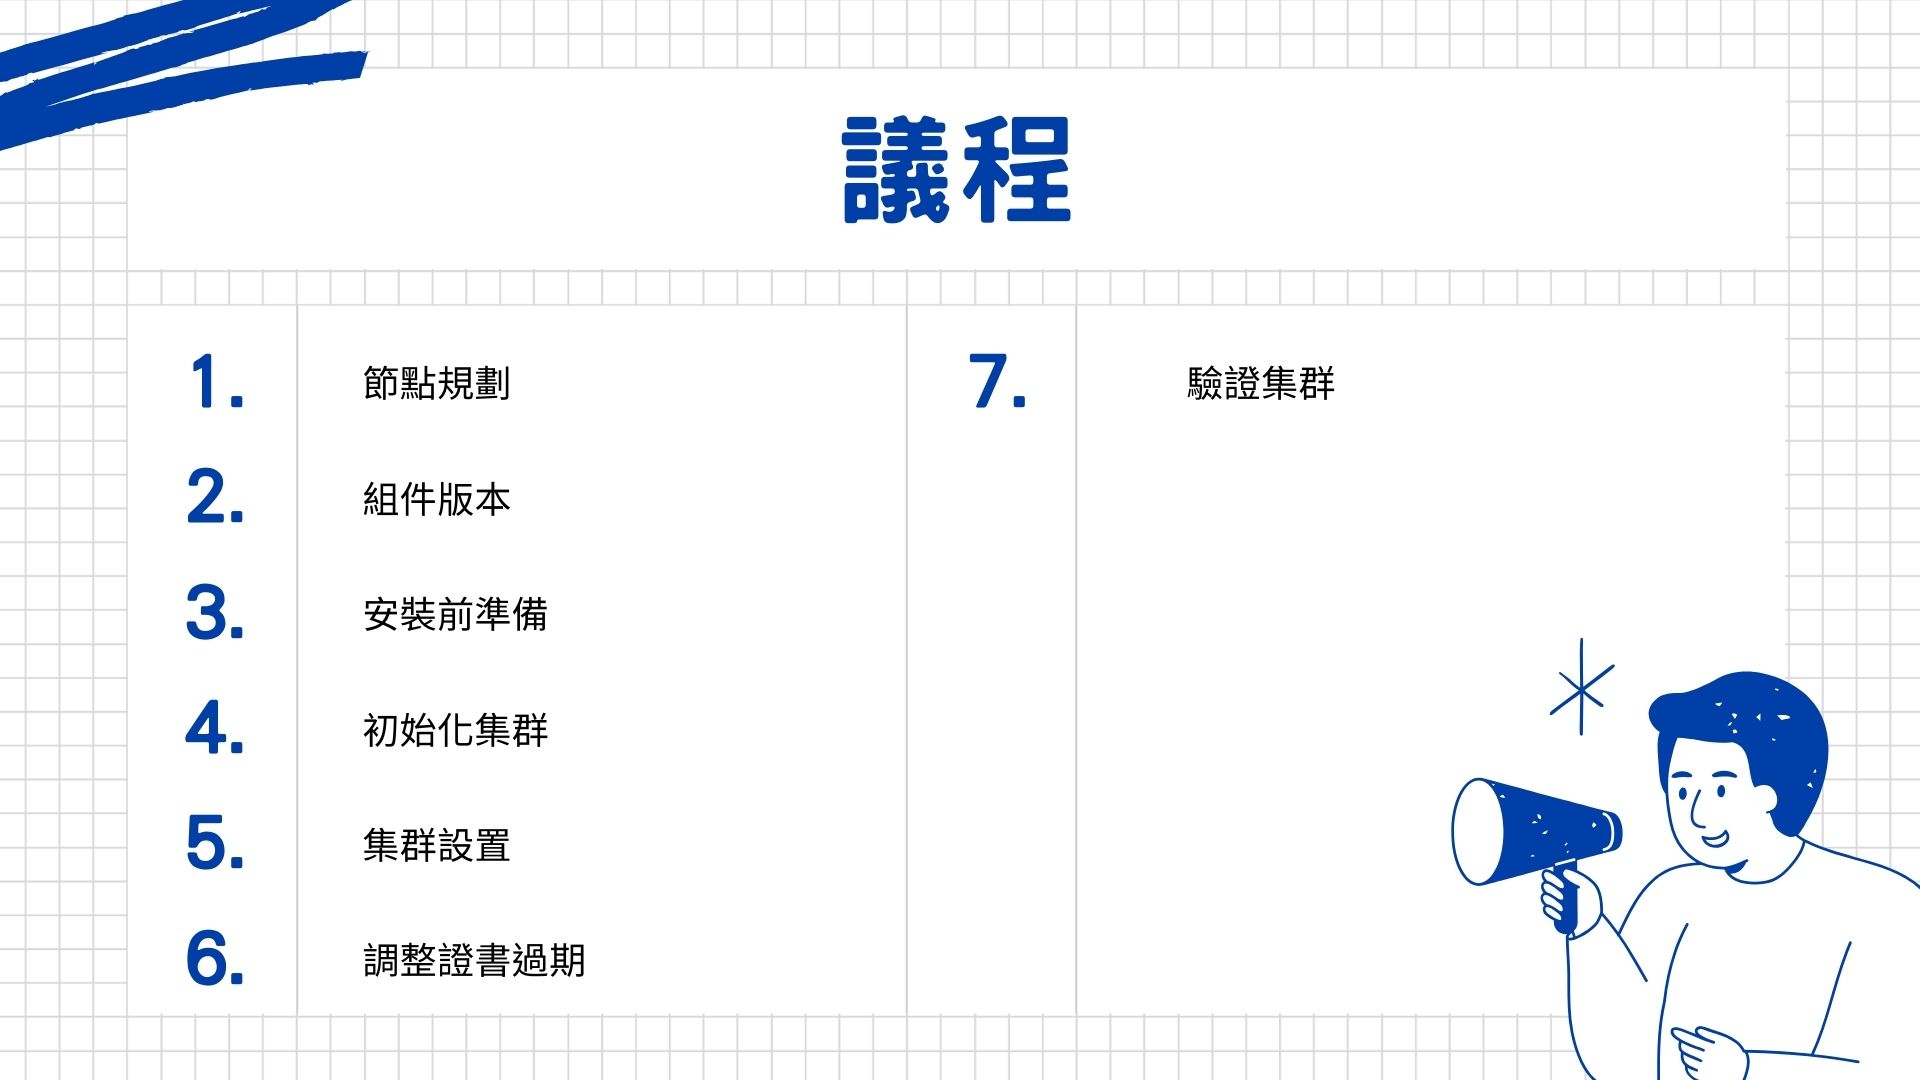 議程
1. 節點規劃
2. 組件版本
3. 安裝前準備
4. 初始化集群
5. 集群設置
6. 調整證書過期
7. 驗證集群